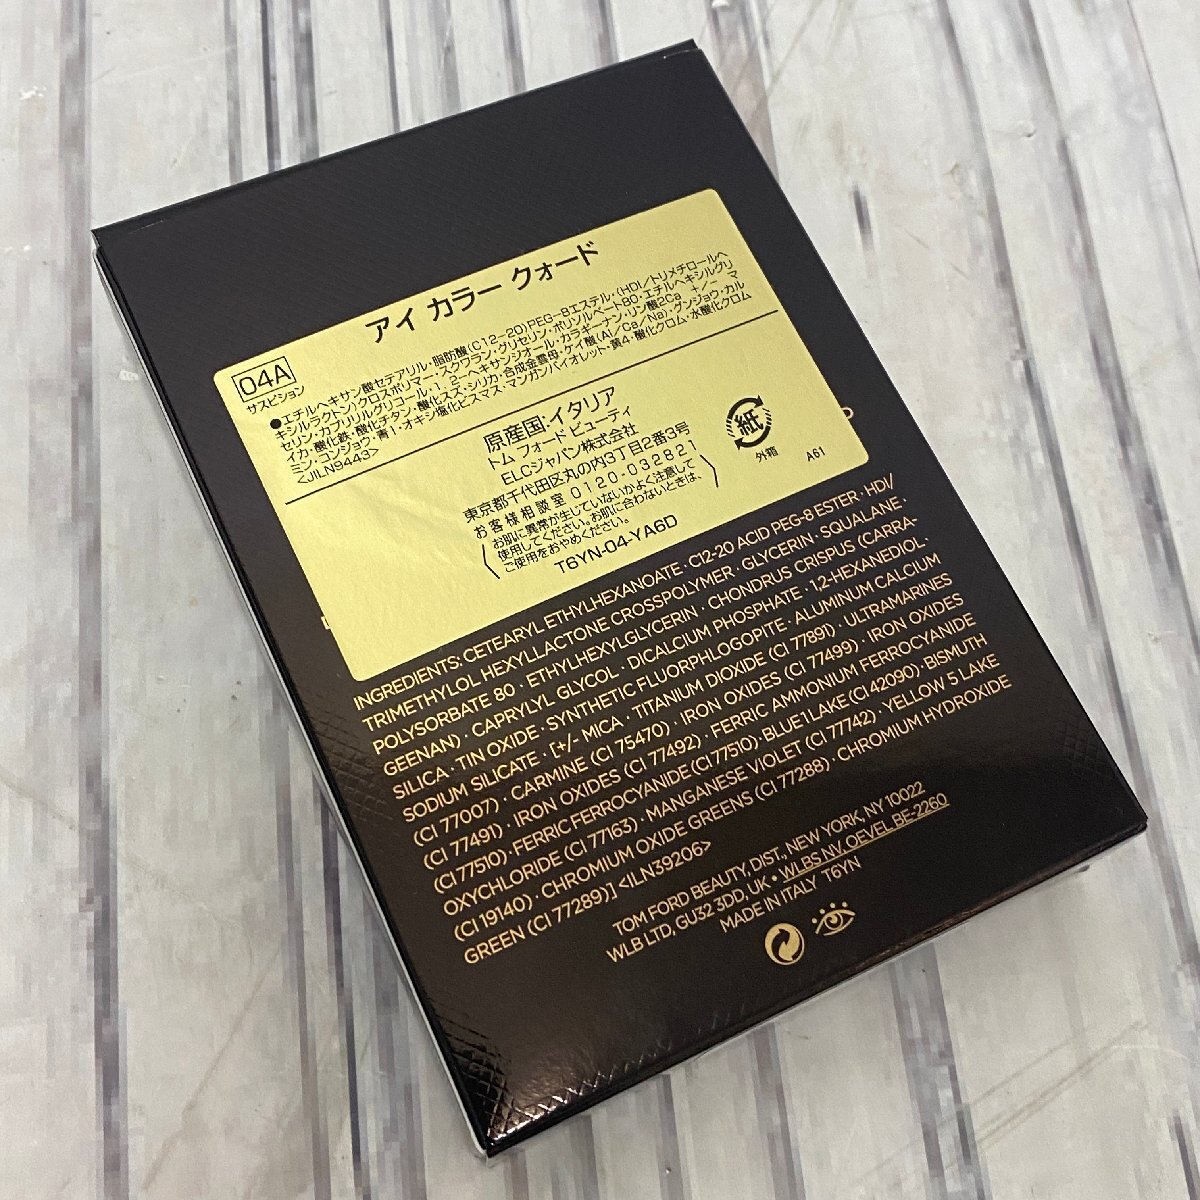 アイ カラー クォード
04A
サスピション
●エチルヘキサン酸セテアリル・脂肪酸(C12-20)PEG-8エステル・(HDI/トリメチロールヘ
キシルラクトン)クロスポリマー・スクワラン・グリセリン・ポリソルベート80・エチルヘキシルグリ
セリン・カプリリルグリコール・1,2-ヘキサンジオール・カラギーナン・リン酸2Ca +/- マ
イカ・酸化鉄・酸化チタン・酸化スズ・シリカ・合成金雲母・ケイ酸(Al/Ca/Na)・グンジョウ・カル
ミン・コンジョウ・青1・オキシ塩化ビスマス・マンガンバイオレット・黄4・酸化クロム・水酸化クロム
<JILN9443>
原産国:イタリア
トム フォード ビューティ
ELCジャパン株式会社
東京都千代田区丸の内3丁目2番3号
お客様相談室 0120-03-3281
お肌に異常が生じていないかよく注意して
使用してください。お肌に合わないときは、
ご使用をおやめください。
T6YN-04-YA6D
紙
外箱
A61
INGREDIENTS: CETEARYL ETHYLHEXANOATE · C12-20 ACID PEG-8 ESTER · HDI/
TRIMETHYLOL HEXYLLACTONE CROSSPOLYMER · GLYCERIN · SQUALANE ·
POLYSORBATE 80 · ETHYLHEXYLGLYCERIN · CHONDRUS CRISPUS (CARRA-
GEENAN) · CAPRYLYL GLYCOL · DICALCIUM PHOSPHATE · 1,2-HEXANEDIOL ·
SILICA · TIN OXIDE · SYNTHETIC FLUORPHLOGOPITE · ALUMINUM CALCIUM
SODIUM SILICATE · [+/- MICA · TITANIUM DIOXIDE (CI 77891) · ULTRAMARINES
(CI 77007) · CARMINE (CI 75470) · IRON OXIDES (CI 77499) · IRON OXIDES
(CI 77491) · IRON OXIDES (CI 77492) · FERRIC AMMONIUM FERROCYANIDE
(CI 77510) · FERRIC FERROCYANIDE (CI 77510) · BLUE 1 LAKE (CI 42090) · BISMUTH
OXYCHLORIDE (CI 77163) · MANGANESE VIOLET (CI 77742) · YELLOW 5 LAKE
(CI 19140) · CHROMIUM OXIDE GREENS (CI 77288) · CHROMIUM HYDROXIDE
GREEN (CI 77289)] <ILN39206>
TOM FORD BEAUTY, DIST., NEW YORK, NY 10022
WLB LTD, GU32 3DD, UK • WLBS NV, OEVEL BE-2260
MADE IN ITALY T6YN